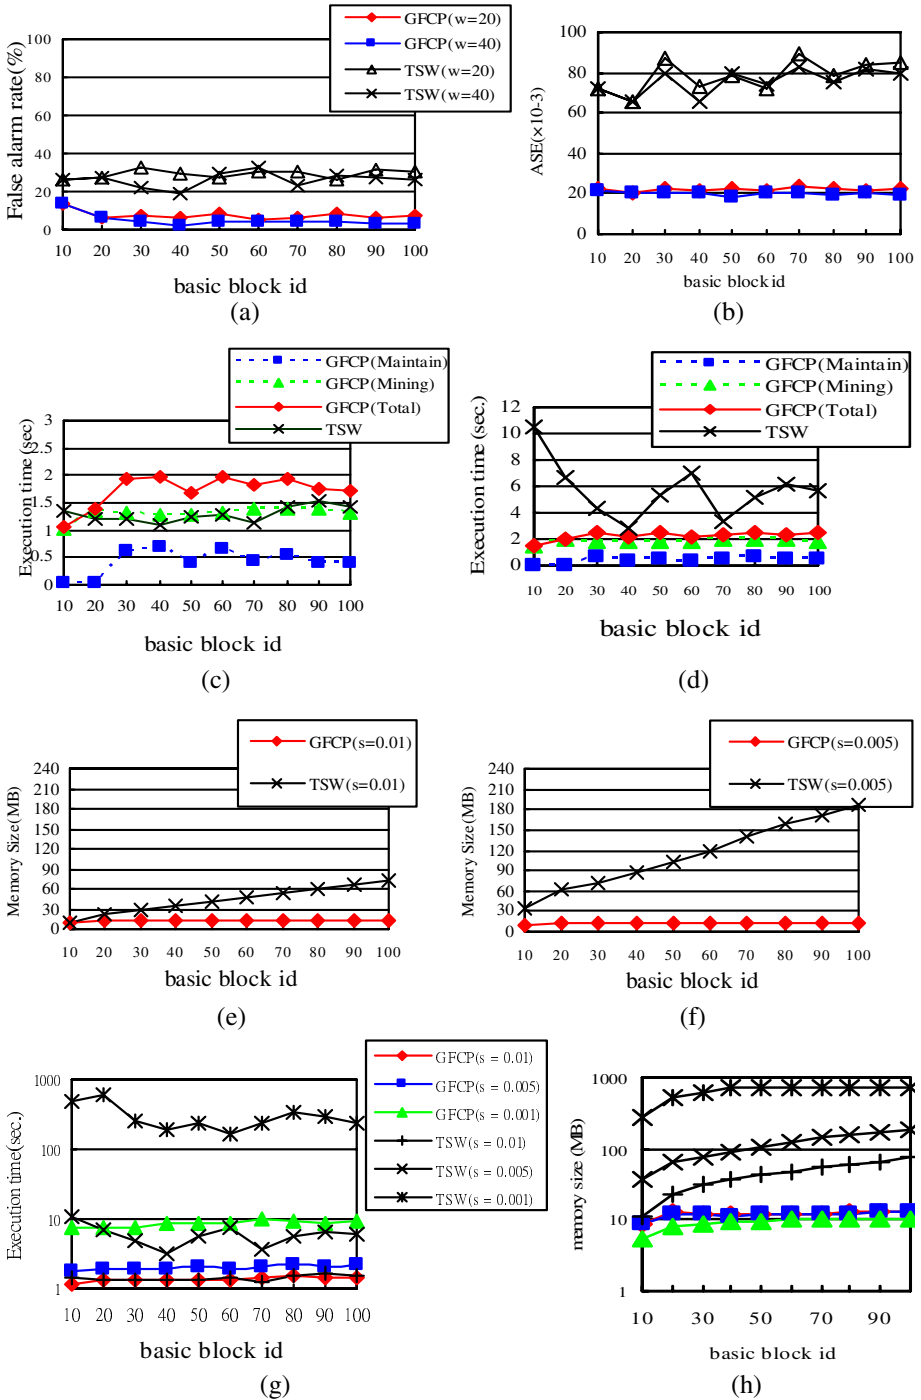 GFCP(w=20)
GFCP(w=40)
TSW(w=20)
TSW(w=40)
False alarm rate(%)
100
80
60
40
20
0
10 20 30 40 50 60 70 80 90 100
basic block id
(a)
ASE(×10-3)
100
80
60
40
20
0
10 20 30 40 50 60 70 80 90 100
basic block id
(b)
GFCP(Maintain)
GFCP(Mining)
GFCP(Total)
TSW
Execution time (sec)
3
2.5
2
1.5
1
0.5
0
10 20 30 40 50 60 70 80 90 100
basic block id
(c)
GFCP(Maintain)
GFCP(Mining)
GFCP(Total)
TSW
Execution time (sec.)
12
10
8
6
4
2
0
10 20 30 40 50 60 70 80 90 100
basic block id
(d)
GFCP(s=0.01)
TSW(s=0.01)
Memory Size(MB)
240
210
180
150
120
90
60
30
0
10 20 30 40 50 60 70 80 90 100
basic block id
(e)
GFCP(s=0.005)
TSW(s=0.005)
Memory Size(MB)
240
210
180
150
120
90
60
30
0
10 20 30 40 50 60 70 80 90 100
basic block id
(f)
GFCP(s = 0.01)
GFCP(s = 0.005)
GFCP(s = 0.001)
TSW(s = 0.01)
TSW(s = 0.005)
TSW(s = 0.001)
Execution time(sec.)
1000
100
10
1
10 20 30 40 50 60 70 80 90 100
basic block id
(g)
memory size (MB)
1000
100
10
1
10 30 50 70 90
basic block id
(h)